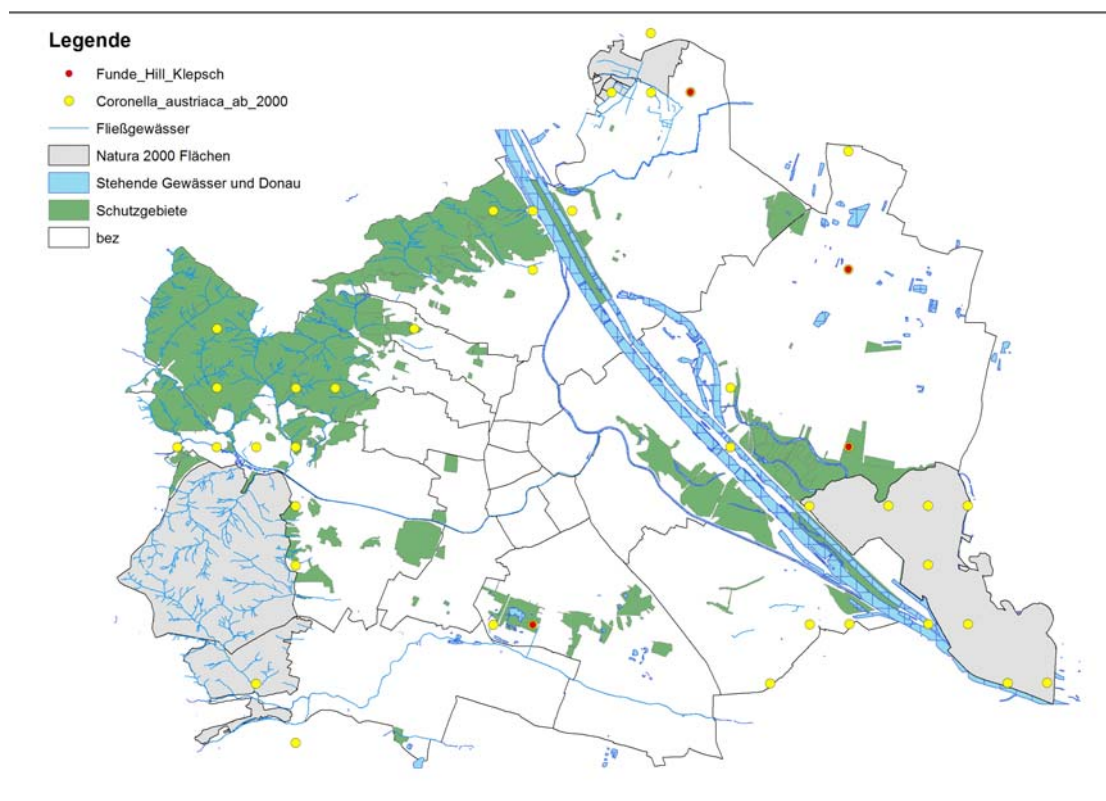 Legende
Funde_Hill_Klepsch
Coronella_austriaca_ab_2000
Fließgewässer
Natura 2000 Flächen
Stehende Gewässer und Donau
Schutzgebiete
bez